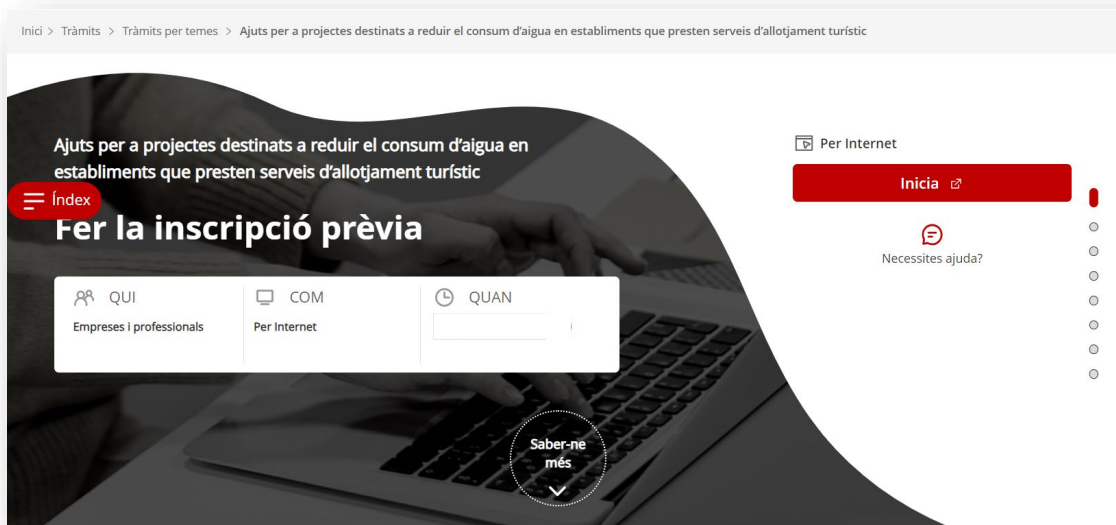 Inici > Tràmits > Tràmits per temes > Ajuts per a projectes destinats a reduir el consum d'aigua en establiments que presten serveis d'allotjament turístic
Ajuts per a projectes destinats a reduir el consum d'aigua en
establiments que presten serveis d'allotjament turístic
Índex
Fer la inscripció prèvia
QUI
Empreses i professionals
COM
Per Internet
QUAN
Saber-ne
més
Per Internet
Inicia
Necessites ajuda?